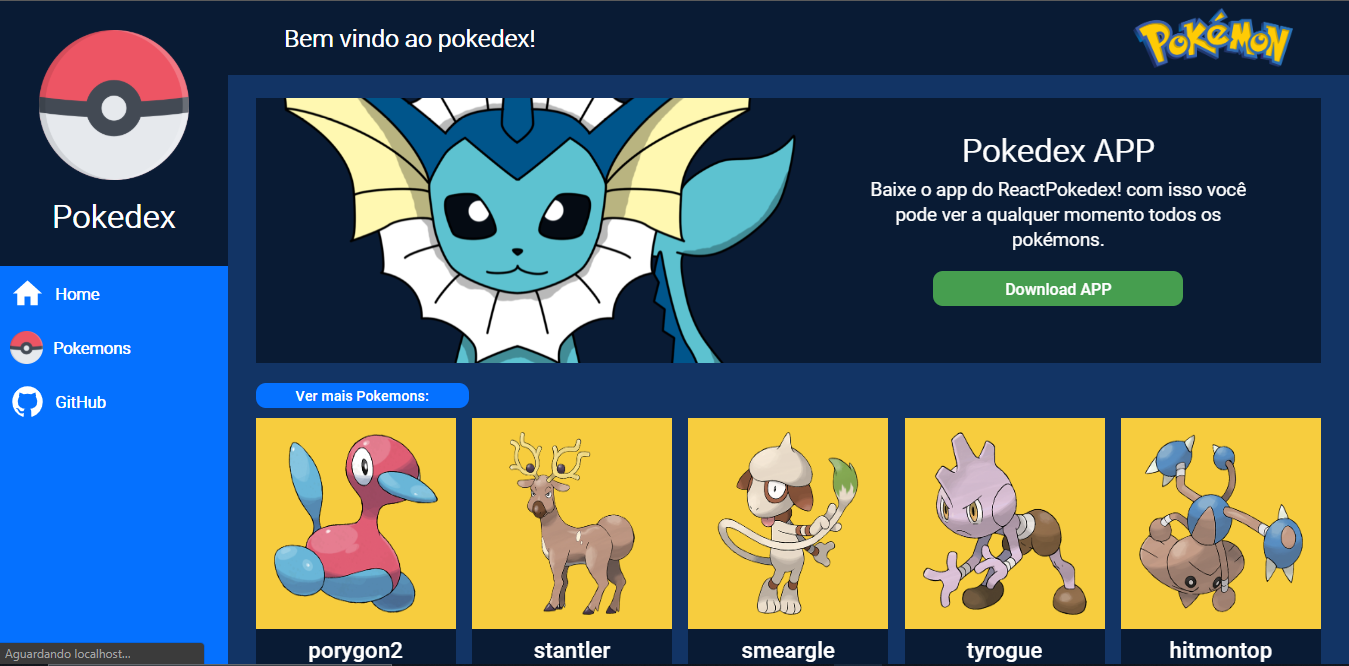 Bem vindo ao pokedex!
POKéMON
Pokedex
Home
Pokemons
GitHub
Pokedex APP
Baixe o app do ReactPokedex! com isso você
pode ver a qualquer momento todos os
pokémons.
Download APP
Ver mais Pokemons:
porygon2
stantler
smeargle
tyrogue
hitmontop
Aguardando localhost...